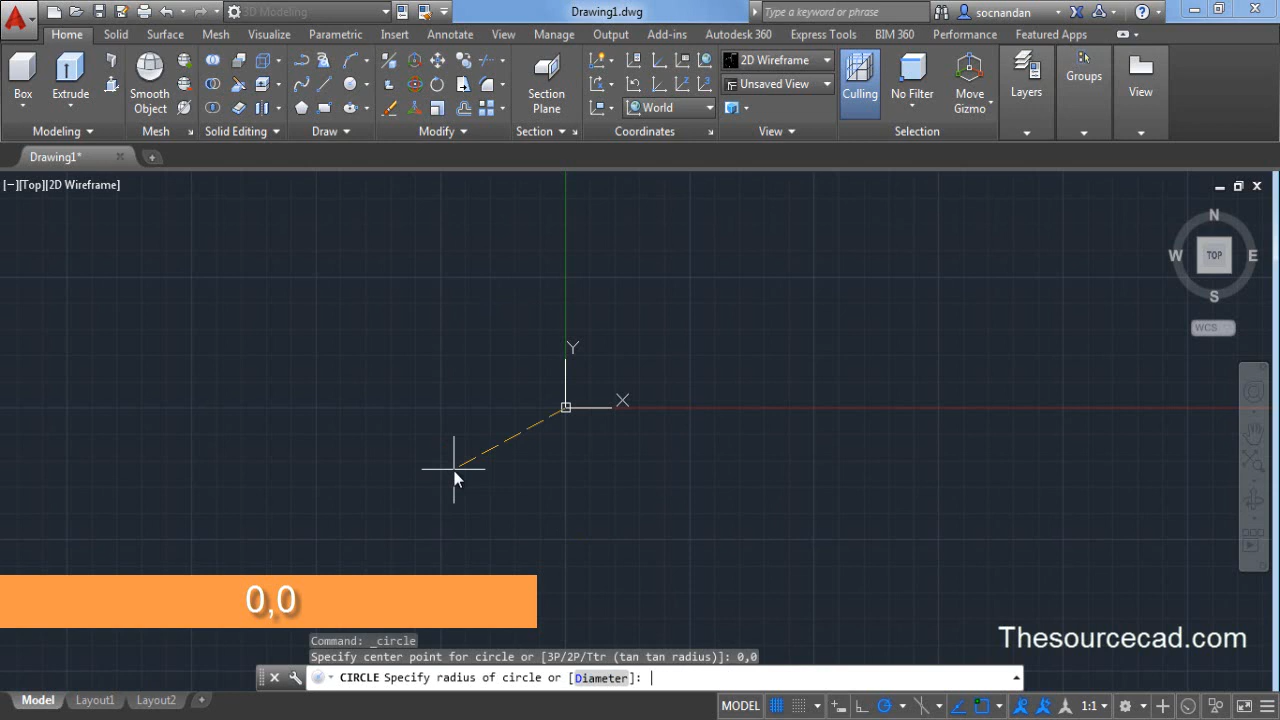 3D Modeling
Drawing1.dwg
Type a keyword or phrase
socnandan
Home Solid Surface Mesh Visualize Parametric Insert Annotate View Manage Output Add-ins Autodesk 360 Express Tools BIM 360 Performance Featured Apps
2D Wireframe
Unsaved View
World
Box
Extrude
Smooth
Object
Section
Plane
Culling
No Filter
Move
Gizmo
Layers
Groups
View
Modeling Mesh Solid Editing Draw Modify Section Coordinates View Selection
Drawing1*
[−][Top][2D Wireframe]
N
W TOP E
S
WCS
Y
X
0,0
Thesourcecad.com
Command: _circle
Specify center point for circle or [3P/2P/Ttr (tan tan radius)]: 0,0
CIRCLE Specify radius of circle or [Diameter]:
Model Layout1 Layout2 +
MODEL
1:1